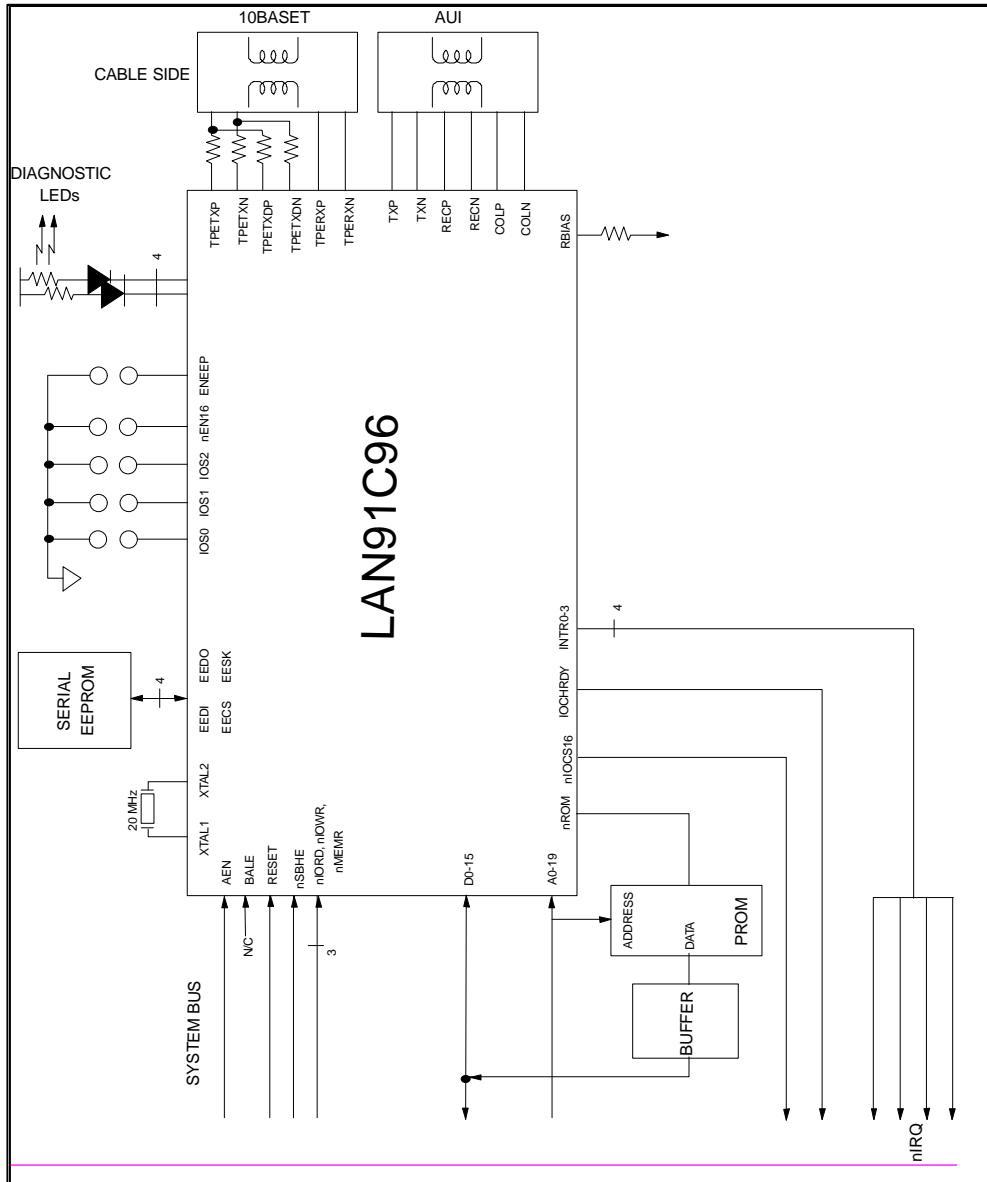 10BASET
AUI
CABLE SIDE
DIAGNOSTIC
LEDs
4
TPETXP
TPETXN
TPETXDP
TPETXDN
TPERXP
TPERXN
TXP
TXN
RECP
RECN
COLP
COLN
RBIAS
ENEEP
nEN16
IOS2
IOS1
IOS0
LAN91C96
SERIAL
EEPROM
4
EEDO
EESK
EEDI
EECS
20 MHz
XTAL2
XTAL1
INTR0-3
4
IOCHRDY
nIOCS16
nROM
AEN
BALE
RESET
nSBHE
nIORD, nIOWR,
nMEMR
D0-15
A0-19
N/C
3
SYSTEM BUS
ADDRESS
DATA
PROM
BUFFER
nIRQ